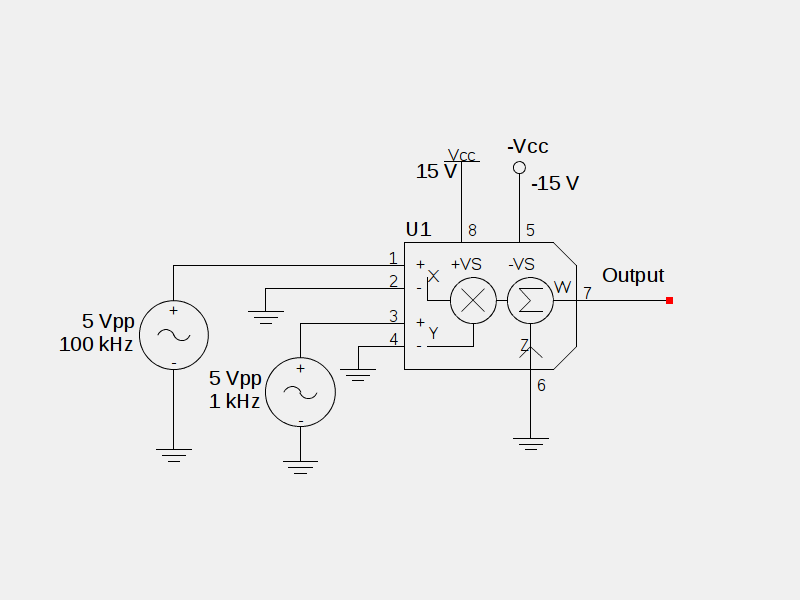 -Vcc
Vcc
15 V
-15 V
U1
8
5
1
+
X
+VS
-VS
2
-
W
7
Output
3
+
Y
4
-
Z
6
5 Vpp
100 kHz
+
-
5 Vpp
1 kHz
+
-